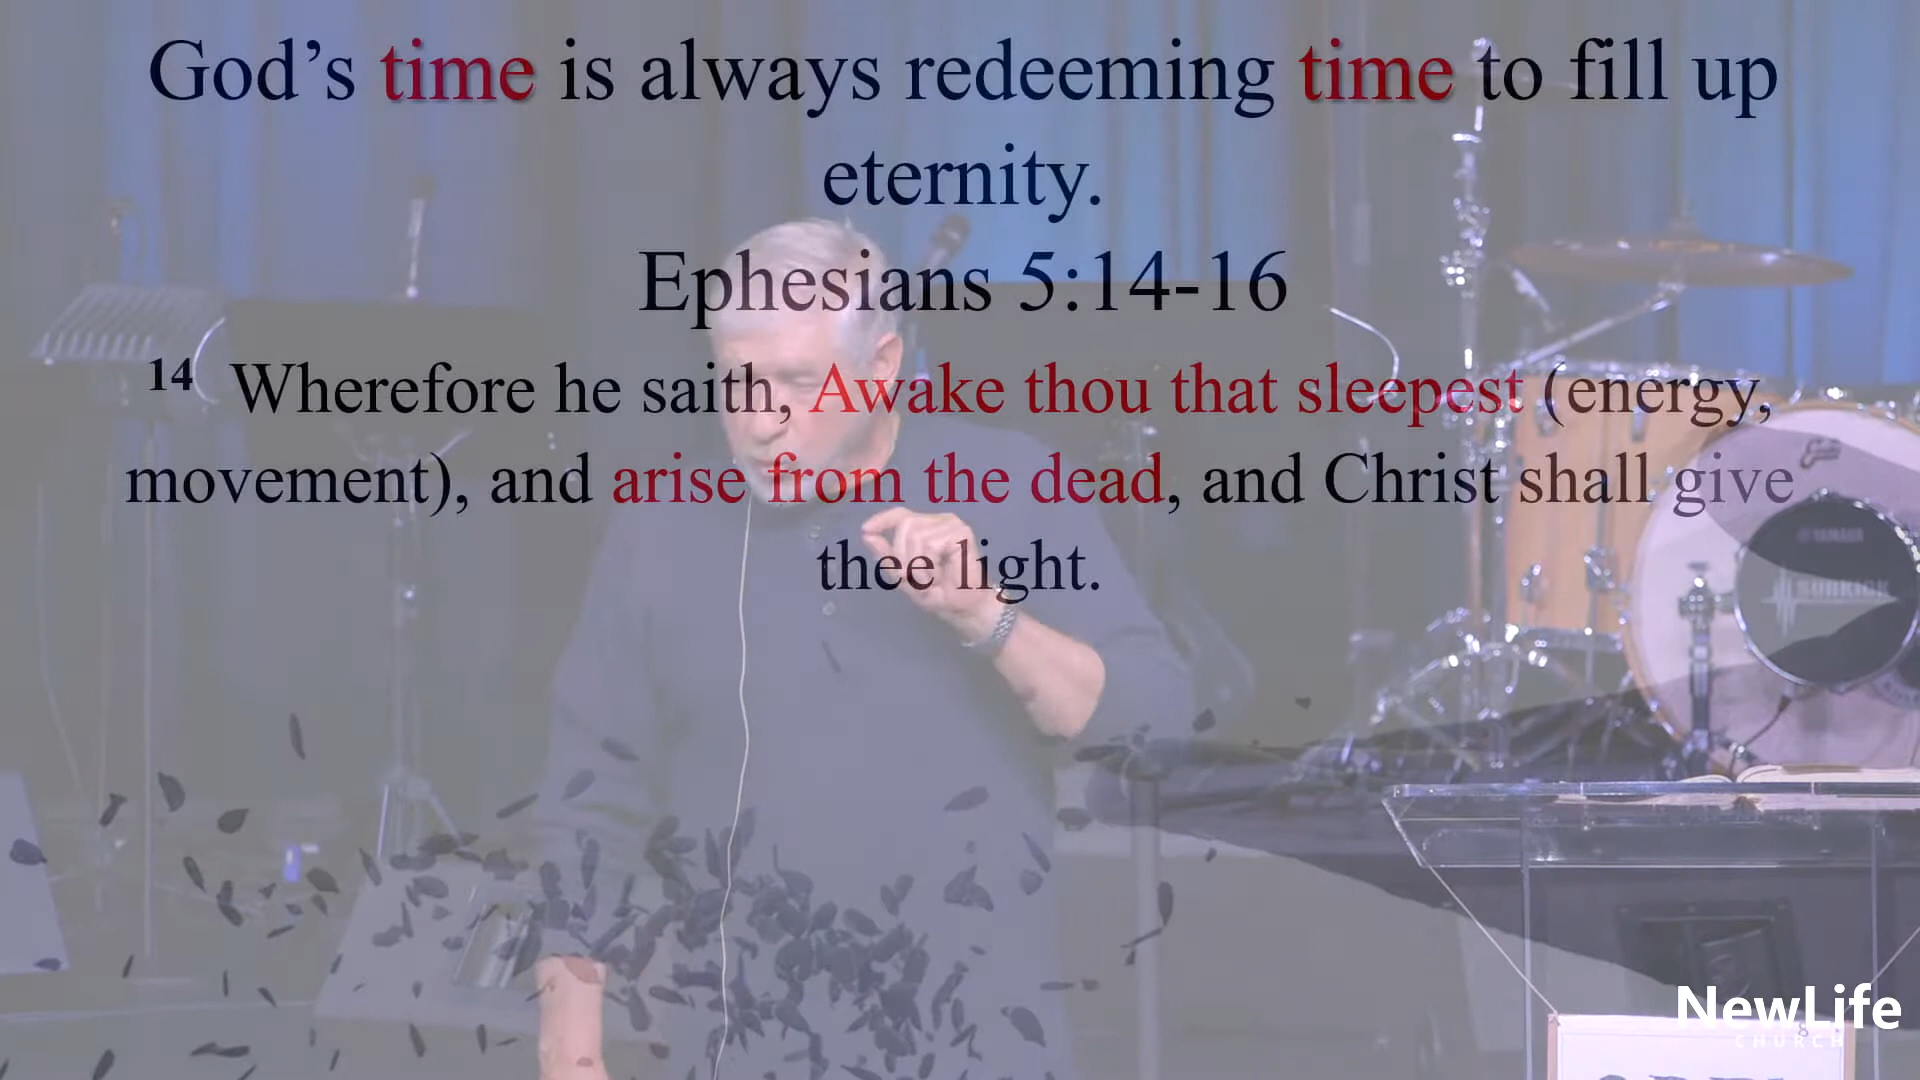 God’s time is always redeeming time to fill up
eternity.
Ephesians 5:14-16
14 Wherefore he saith, Awake thou that sleepest (energy,
movement), and arise from the dead, and Christ shall give
thee light.
YAMAHA
NewLife
CHURCH